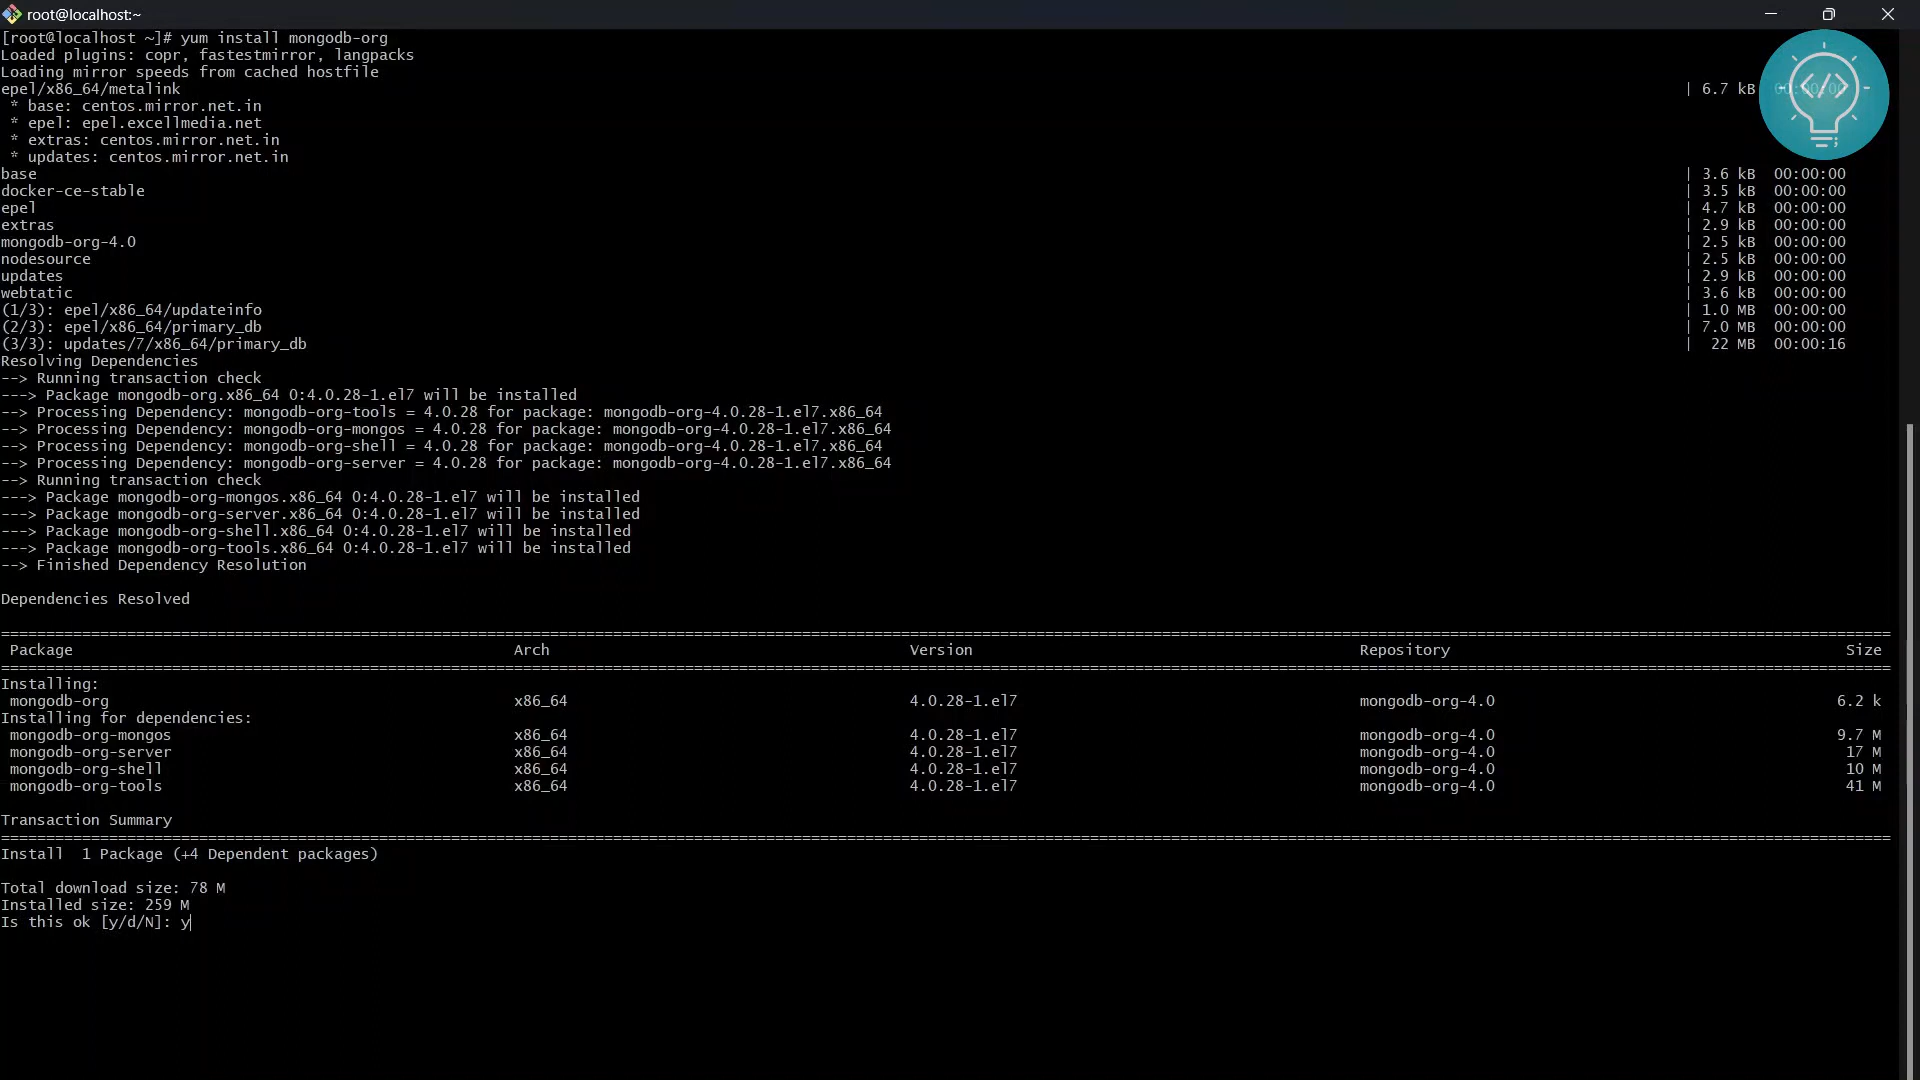 root@localhost:~
[root@localhost ~]# yum install mongodb-org
Loaded plugins: copr, fastestmirror, langpacks
Loading mirror speeds from cached hostfile
epel/x86_64/metalink | 6.7 kB 00:00:00
 * base: centos.mirror.net.in
 * epel: epel.excellmedia.net
 * extras: centos.mirror.net.in
 * updates: centos.mirror.net.in
base | 3.6 kB 00:00:00
docker-ce-stable | 3.5 kB 00:00:00
epel | 4.7 kB 00:00:00
extras | 2.9 kB 00:00:00
mongodb-org-4.0 | 2.5 kB 00:00:00
nodesource | 2.5 kB 00:00:00
updates | 2.9 kB 00:00:00
webtatic | 3.6 kB 00:00:00
(1/3): epel/x86_64/updateinfo | 1.0 MB 00:00:00
(2/3): epel/x86_64/primary_db | 7.0 MB 00:00:00
(3/3): updates/7/x86_64/primary_db | 22 MB 00:00:16
Resolving Dependencies
--> Running transaction check
---> Package mongodb-org.x86_64 0:4.0.28-1.el7 will be installed
--> Processing Dependency: mongodb-org-tools = 4.0.28 for package: mongodb-org-4.0.28-1.el7.x86_64
--> Processing Dependency: mongodb-org-mongos = 4.0.28 for package: mongodb-org-4.0.28-1.el7.x86_64
--> Processing Dependency: mongodb-org-shell = 4.0.28 for package: mongodb-org-4.0.28-1.el7.x86_64
--> Processing Dependency: mongodb-org-server = 4.0.28 for package: mongodb-org-4.0.28-1.el7.x86_64
--> Running transaction check
---> Package mongodb-org-mongos.x86_64 0:4.0.28-1.el7 will be installed
---> Package mongodb-org-server.x86_64 0:4.0.28-1.el7 will be installed
---> Package mongodb-org-shell.x86_64 0:4.0.28-1.el7 will be installed
---> Package mongodb-org-tools.x86_64 0:4.0.28-1.el7 will be installed
--> Finished Dependency Resolution
Dependencies Resolved
Package Arch Version Repository Size
Installing:
mongodb-org x86_64 4.0.28-1.el7 mongodb-org-4.0 6.2 k
Installing for dependencies:
mongodb-org-mongos x86_64 4.0.28-1.el7 mongodb-org-4.0 9.7 M
mongodb-org-server x86_64 4.0.28-1.el7 mongodb-org-4.0 17 M
mongodb-org-shell x86_64 4.0.28-1.el7 mongodb-org-4.0 10 M
mongodb-org-tools x86_64 4.0.28-1.el7 mongodb-org-4.0 41 M
Transaction Summary
Install 1 Package (+4 Dependent packages)
Total download size: 78 M
Installed size: 259 M
Is this ok [y/d/N]: y